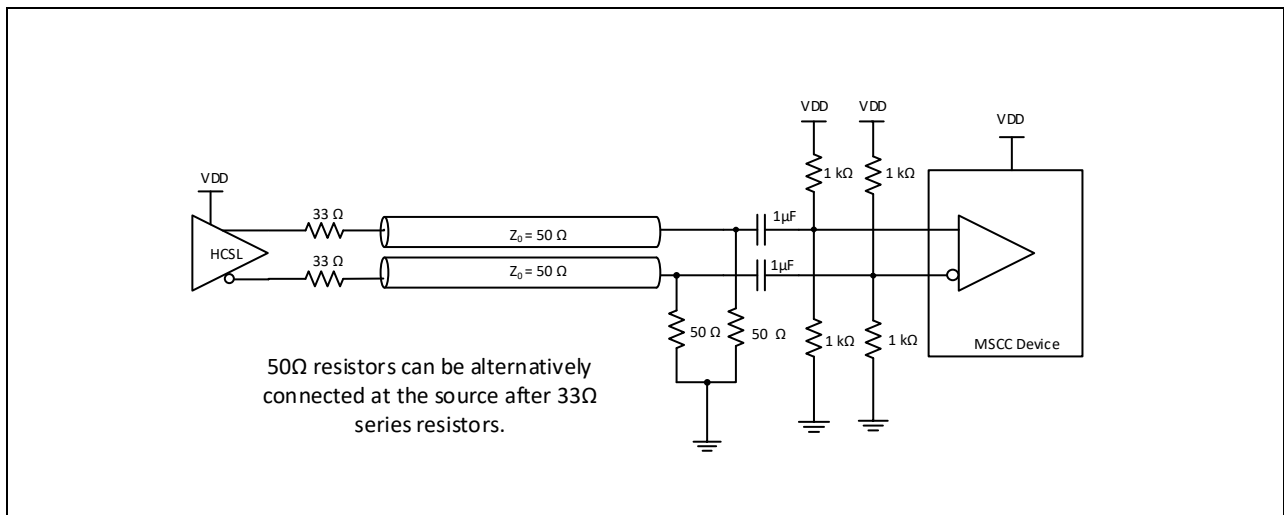 VDD
VDD
VDD
1 kΩ
1 kΩ
VDD
33 Ω
1µF
HCSL
Z₀ = 50 Ω
33 Ω
1µF
Z₀ = 50 Ω
50 Ω
50 Ω
1 kΩ
1 kΩ
MSCC Device
50Ω resistors can be alternatively
connected at the source after 33Ω
series resistors.